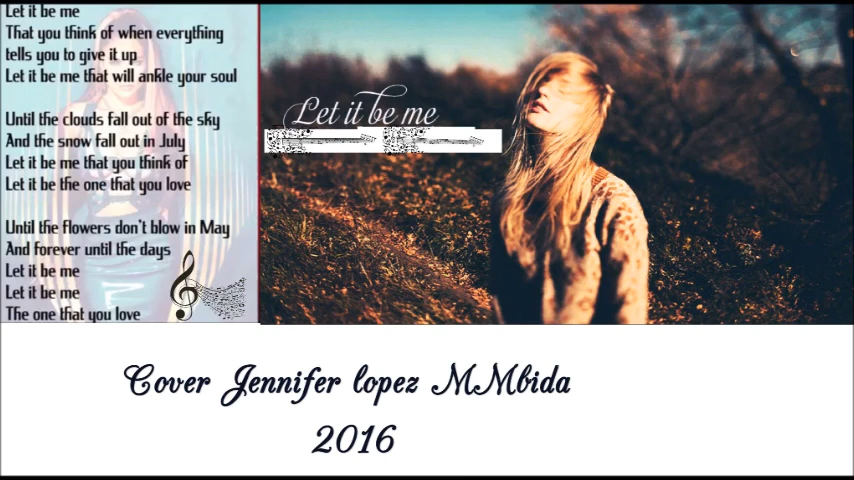 Let it be me
That you think of when everything
tells you to give it up
Let it be me that will ankle your soul
Until the clouds fall out of the sky
And the snow fall out in July
Let it be me that you think of
Let it be the one that you love
Until the flowers don't blow in May
And forever until the days
Let it be me
Let it be me
The one that you love
Let it be me
Cover Jennifer lopez MMbida
2016